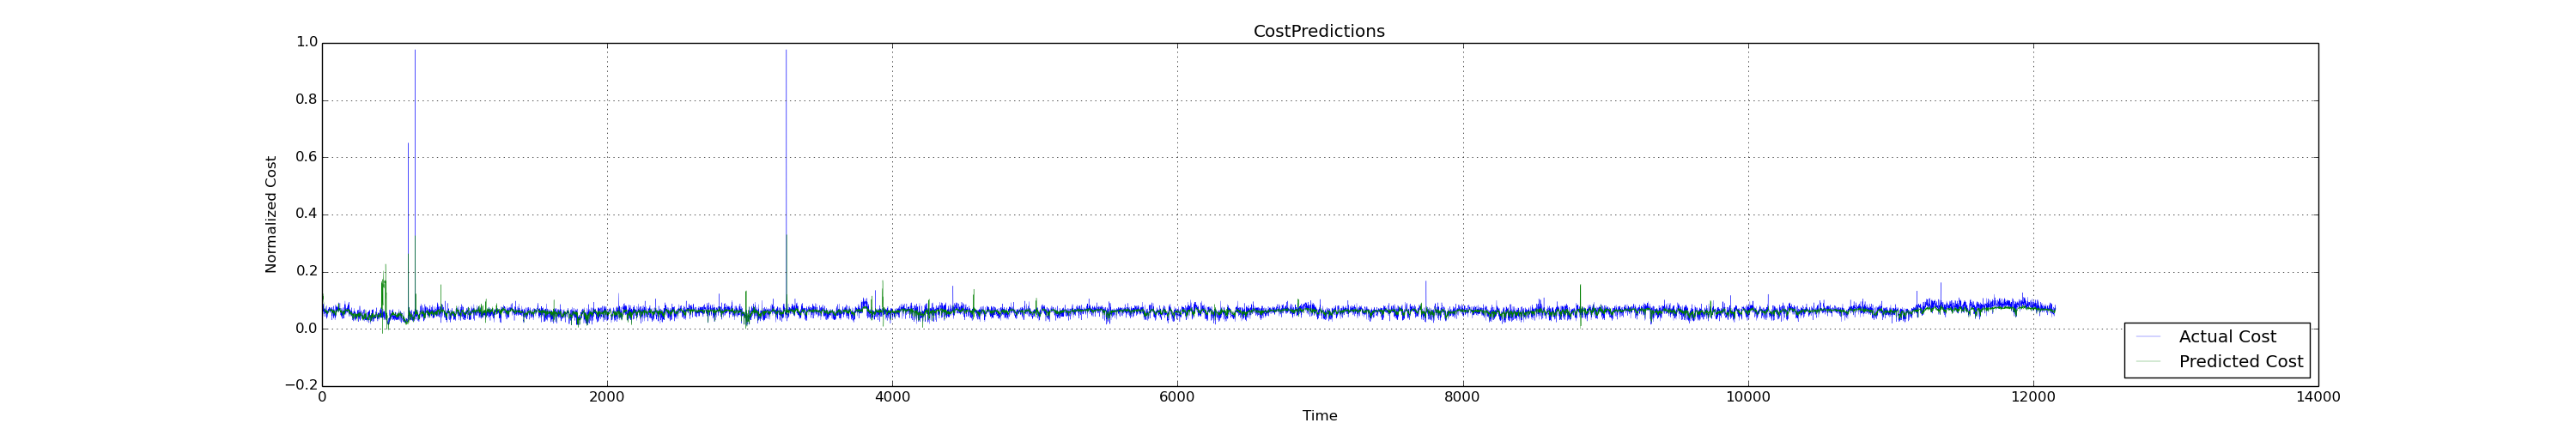 CostPredictions
1.0
0.8
0.6
0.4
0.2
0.0
−0.2
Normalized Cost
0 2000 4000 6000 8000 10000 12000 14000
Time
Actual Cost
Predicted Cost